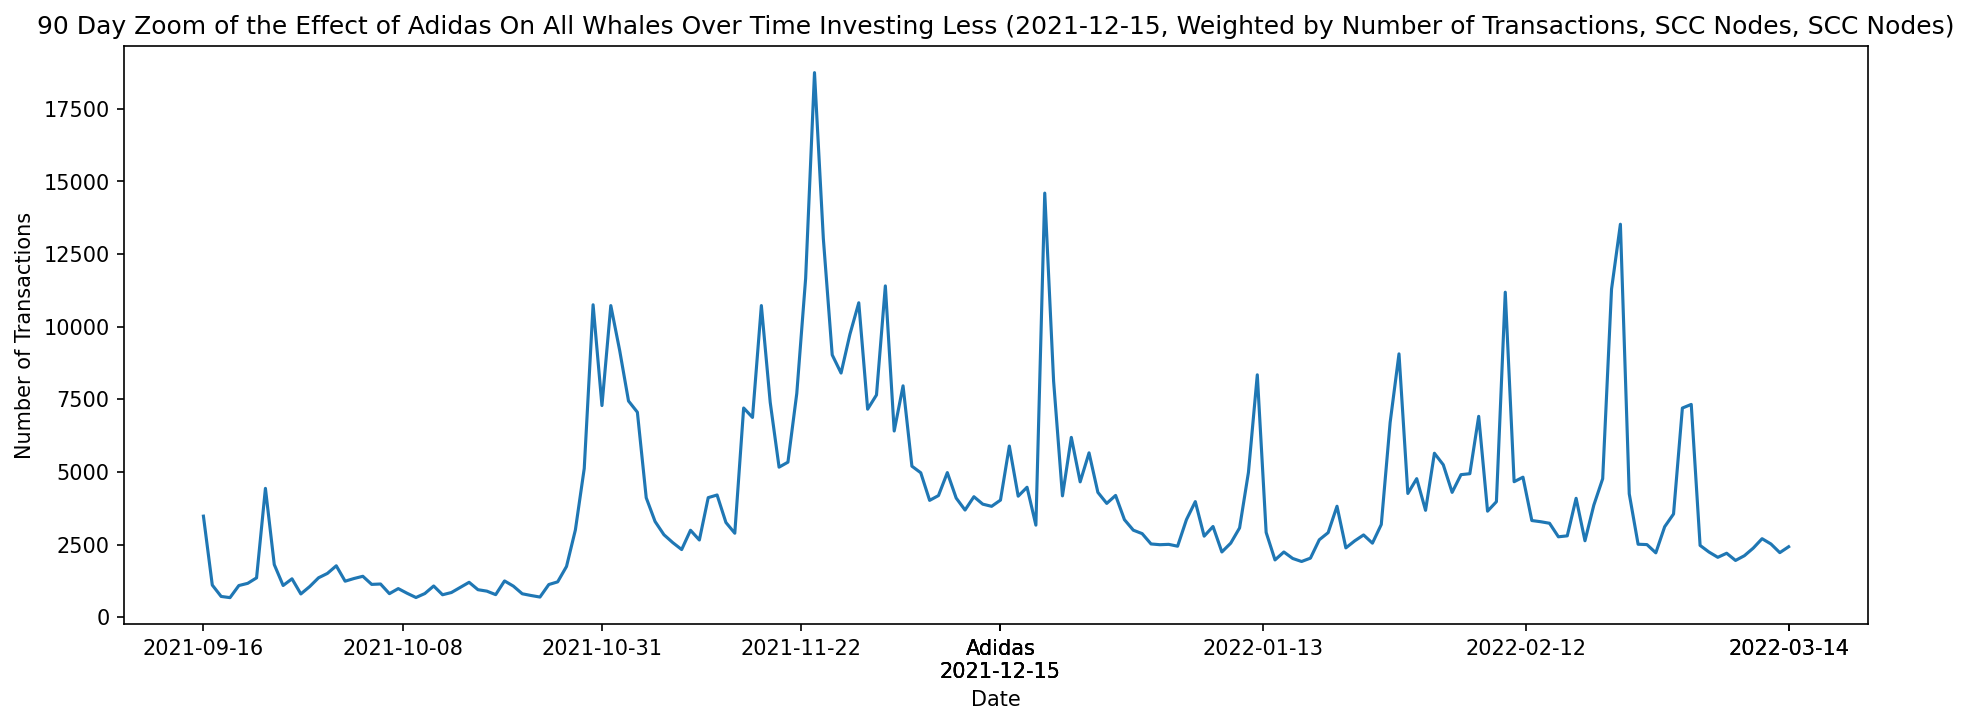 90 Day Zoom of the Effect of Adidas On All Whales Over Time Investing Less (2021-12-15, Weighted by Number of Transactions, SCC Nodes, SCC Nodes)
Number of Transactions
17500
15000
12500
10000
7500
5000
2500
0
2021-09-16 2021-10-08 2021-10-31 2021-11-22 Adidas 2022-01-13 2022-02-12 2022-03-14
2021-12-15
Date